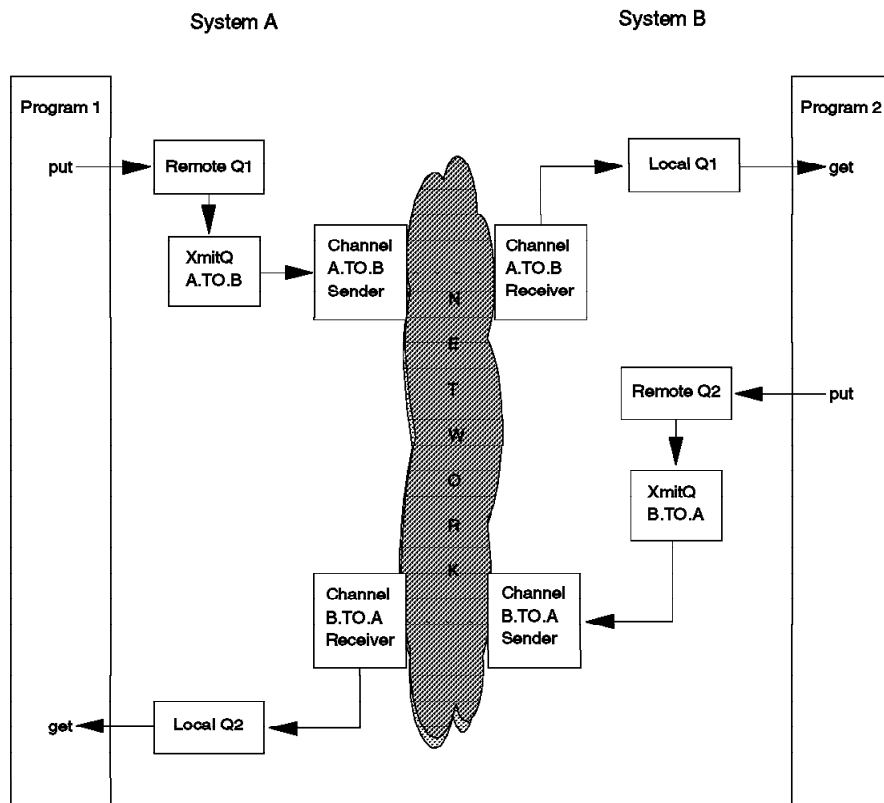 System A
System B
Program 1
Program 2
put
Remote Q1
Local Q1
get
XmitQ
A.TO.B
Channel
A.TO.B
Sender
Channel
A.TO.B
Receiver
N
E
T
W
O
R
K
Remote Q2
put
XmitQ
B.TO.A
Channel
B.TO.A
Receiver
Channel
B.TO.A
Sender
get
Local Q2